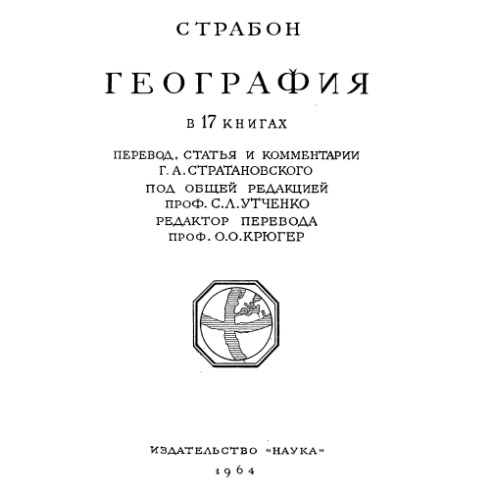 СТРАБОН
ГЕОГРАФИЯ
В 17 КНИГАХ
ПЕРЕВОД, СТАТЬЯ И КОММЕНТАРИИ
Г. А. СТРАТАНОВСКОГО
ПОД ОБЩЕЙ РЕДАКЦИЕЙ
ПРОФ. С.Л. УТЧЕНКО
РЕДАКТОР ПЕРЕВОДА
ПРОФ. О.О. КРЮГЕР
ИЗДАТЕЛЬСТВО «НАУКА»
1964